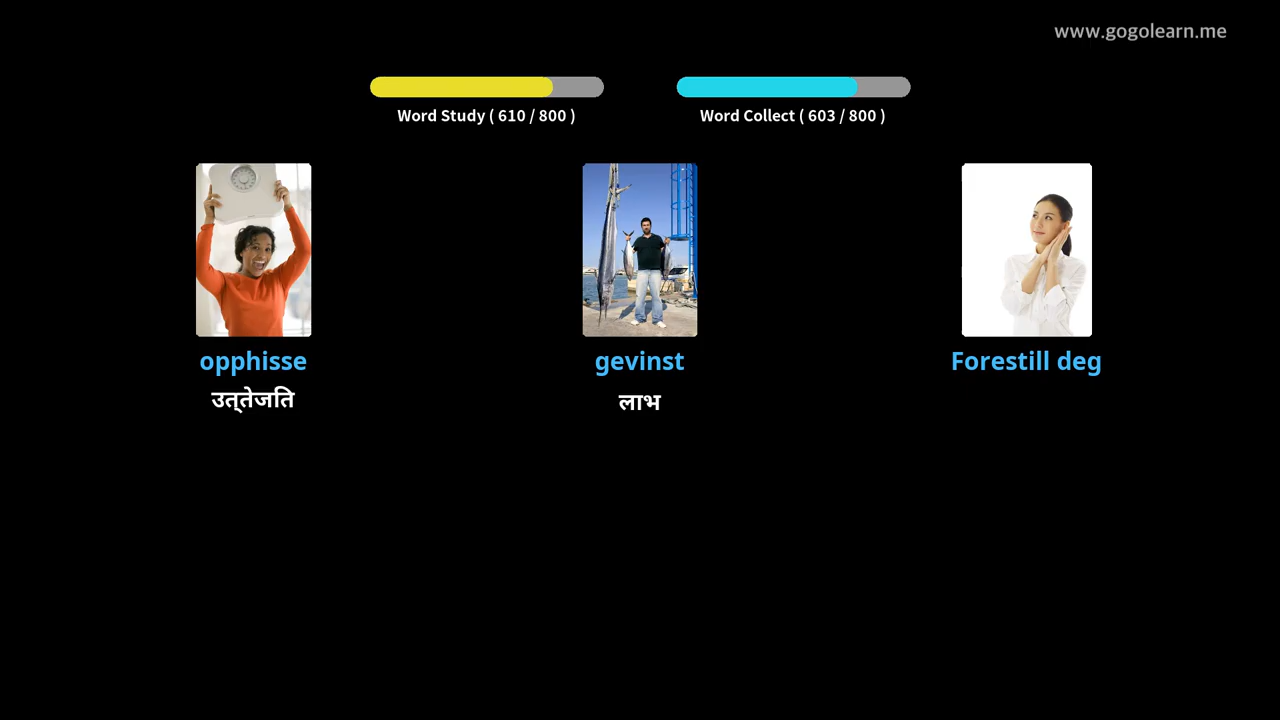 www.gogolearn.me
Word Study ( 610 / 800 )
Word Collect ( 603 / 800 )
opphisse
gevinst
Forestill deg
उत्तेजति
लाभ